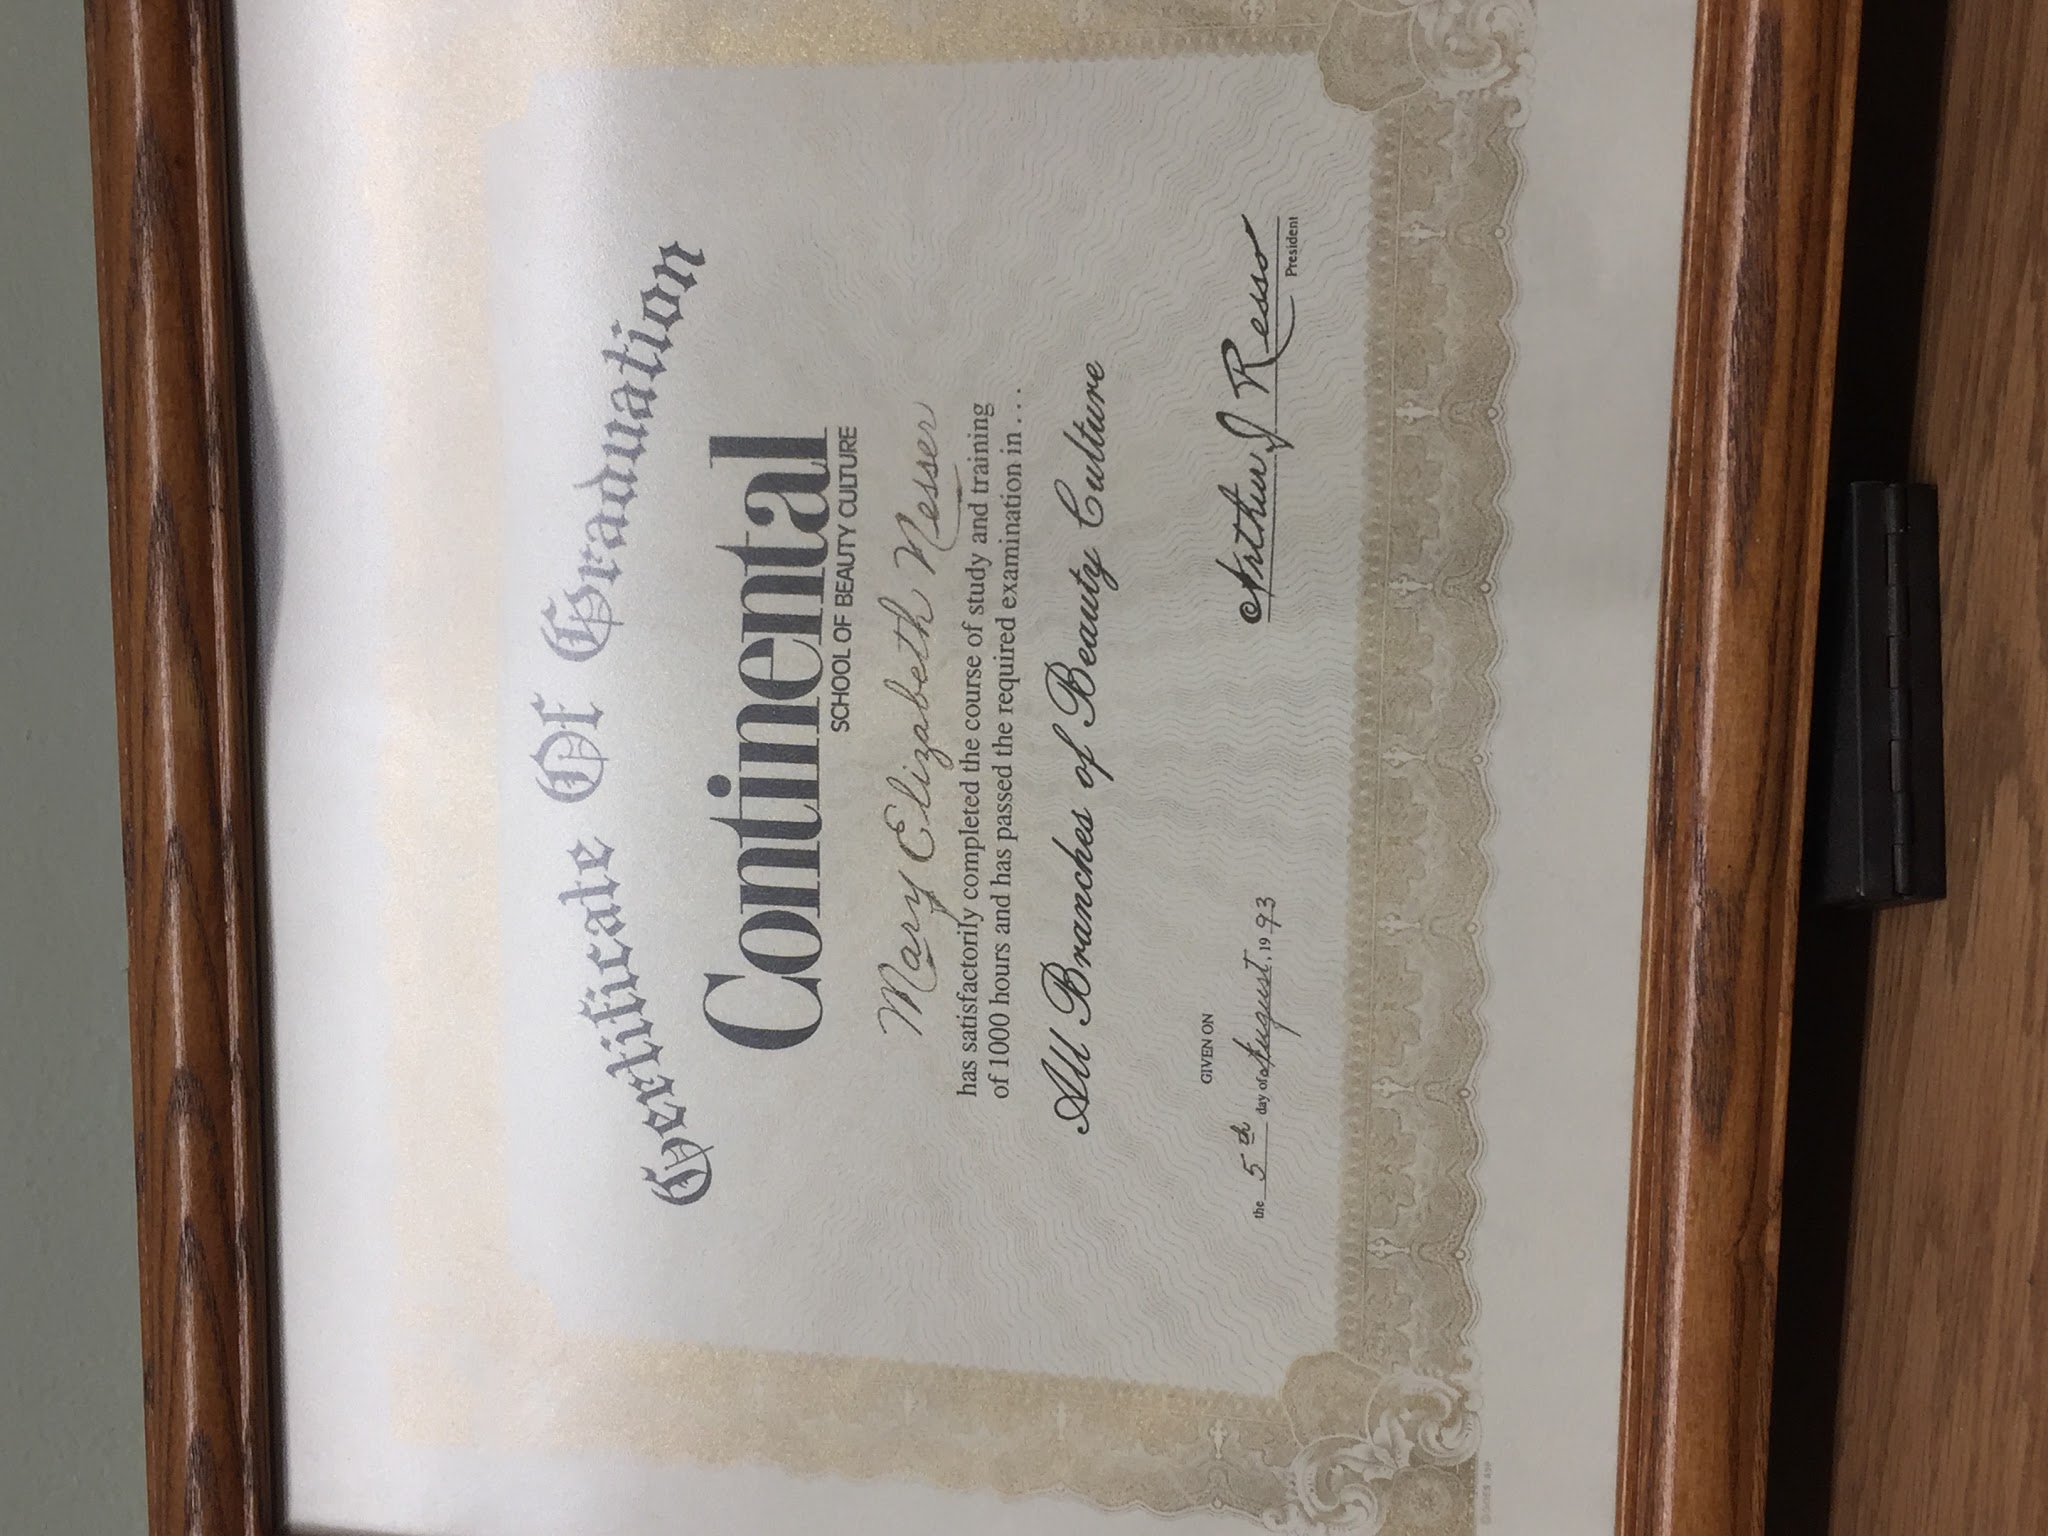 Certificate Of Graduation
Continental
SCHOOL OF BEAUTY CULTURE
Mary Elizabeth Nesser
has satisfactorily completed the course of study and training
of 1000 hours and has passed the required examination in...
All Branches of Beauty Culture
GIVEN ON
the 5th day of August, 1993
Arthur J Resso
President